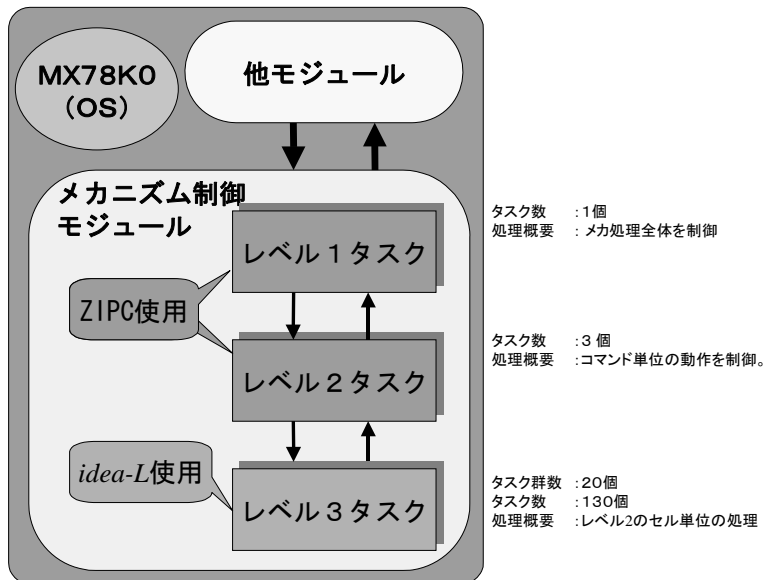 MX78K0
(OS)
他モジュール
メカニズム制御
モジュール
レベル１タスク
タスク数　：1個
処理概要　：メカ処理全体を制御
ZIPC使用
レベル２タスク
タスク数　：３個
処理概要　：コマンド単位の動作を制御。
idea-L使用
レベル３タスク
タスク群数：20個
タスク数　：130個
処理概要　：レベル2のセル単位の処理